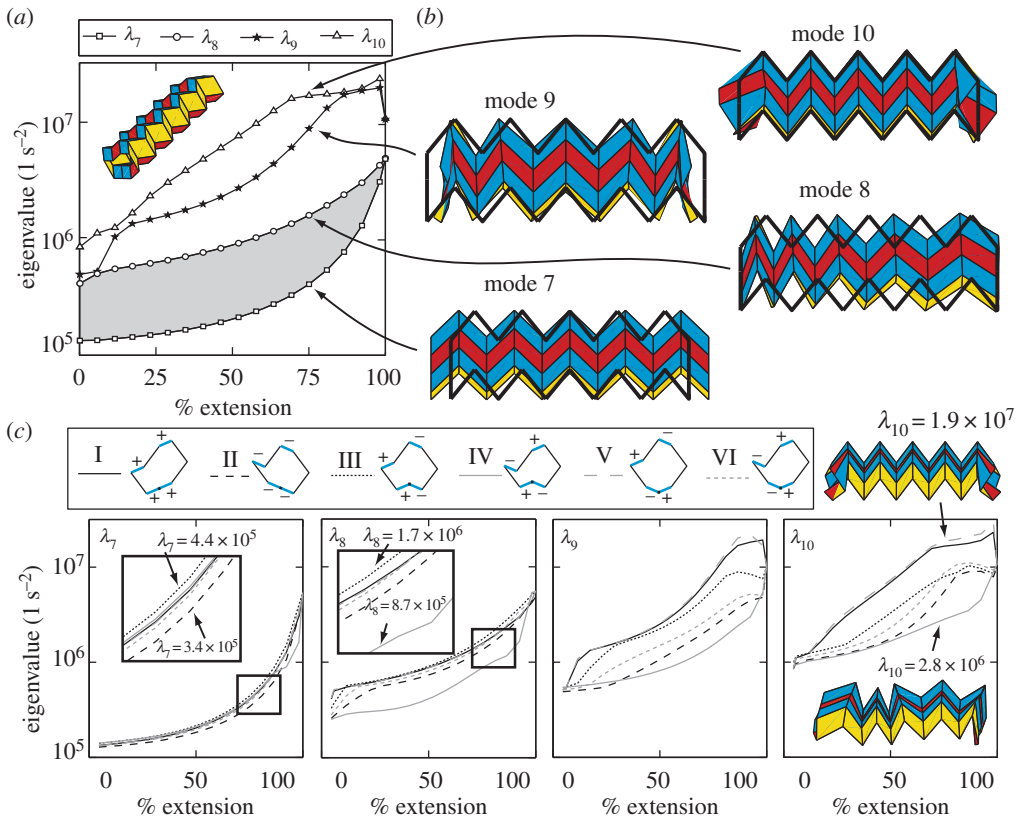 (a)
λ7 λ8 λ9 λ10
10^7
10^6
10^5
eigenvalue (1 s⁻²)
0 25 50 75 100
% extension
(b)
mode 10
mode 9
mode 8
mode 7
(c)
I + + + +
II − − − −
III + − + +
IV − + + +
V − + − −
VI − + − +
λ10 = 1.9 × 10^7
λ7
λ7 = 4.4 × 10^5
λ7 = 3.4 × 10^5
λ8
λ8 = 1.7 × 10^6
λ8 = 8.7 × 10^5
λ9
λ10
λ10 = 2.8 × 10^6
10^7
10^6
10^5
eigenvalue (1 s⁻²)
0 50 100
% extension
0 50 100
% extension
0 50 100
% extension
0 50 100
% extension